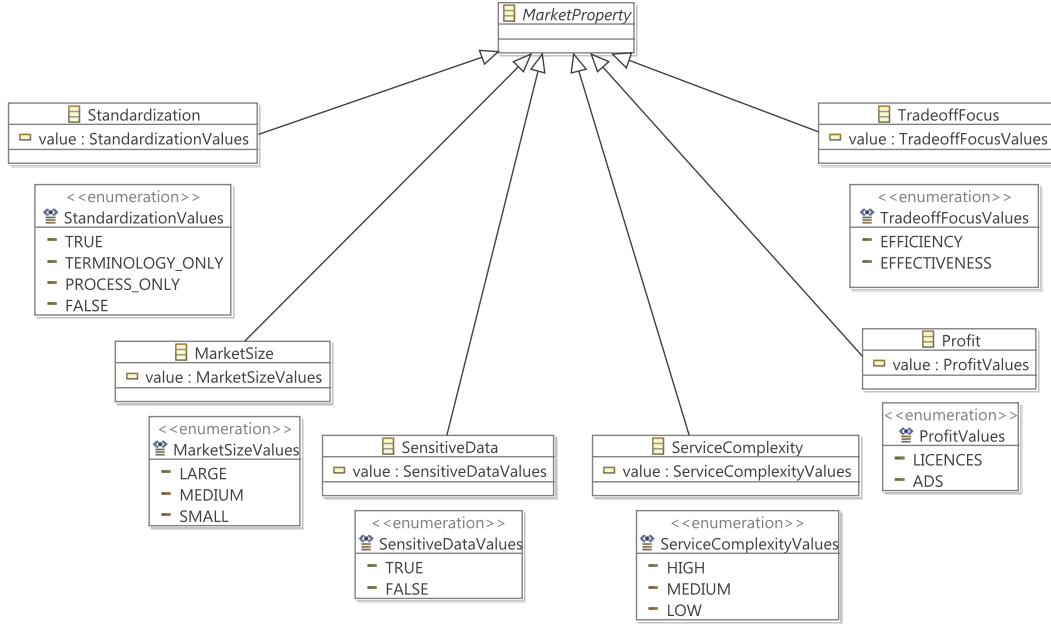 MarketProperty
Standardization
value : StandardizationValues
<<enumeration>>
StandardizationValues
TRUE
TERMINOLOGY_ONLY
PROCESS_ONLY
FALSE
TradeoffFocus
value : TradeoffFocusValues
<<enumeration>>
TradeoffFocusValues
EFFICIENCY
EFFECTIVENESS
MarketSize
value : MarketSizeValues
<<enumeration>>
MarketSizeValues
LARGE
MEDIUM
SMALL
SensitiveData
value : SensitiveDataValues
<<enumeration>>
SensitiveDataValues
TRUE
FALSE
ServiceComplexity
value : ServiceComplexityValues
<<enumeration>>
ServiceComplexityValues
HIGH
MEDIUM
LOW
Profit
value : ProfitValues
<<enumeration>>
ProfitValues
LICENCES
ADS